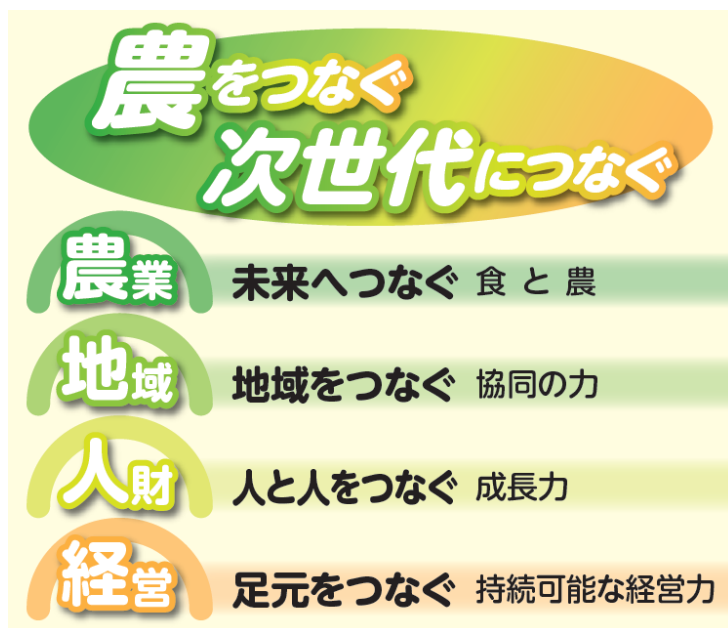 農をつなぐ
次世代につなぐ
農業 未来へつなぐ 食と農
地域 地域をつなぐ 協同の力
人財 人と人をつなぐ 成長力
経営 足元をつなぐ 持続可能な経営力